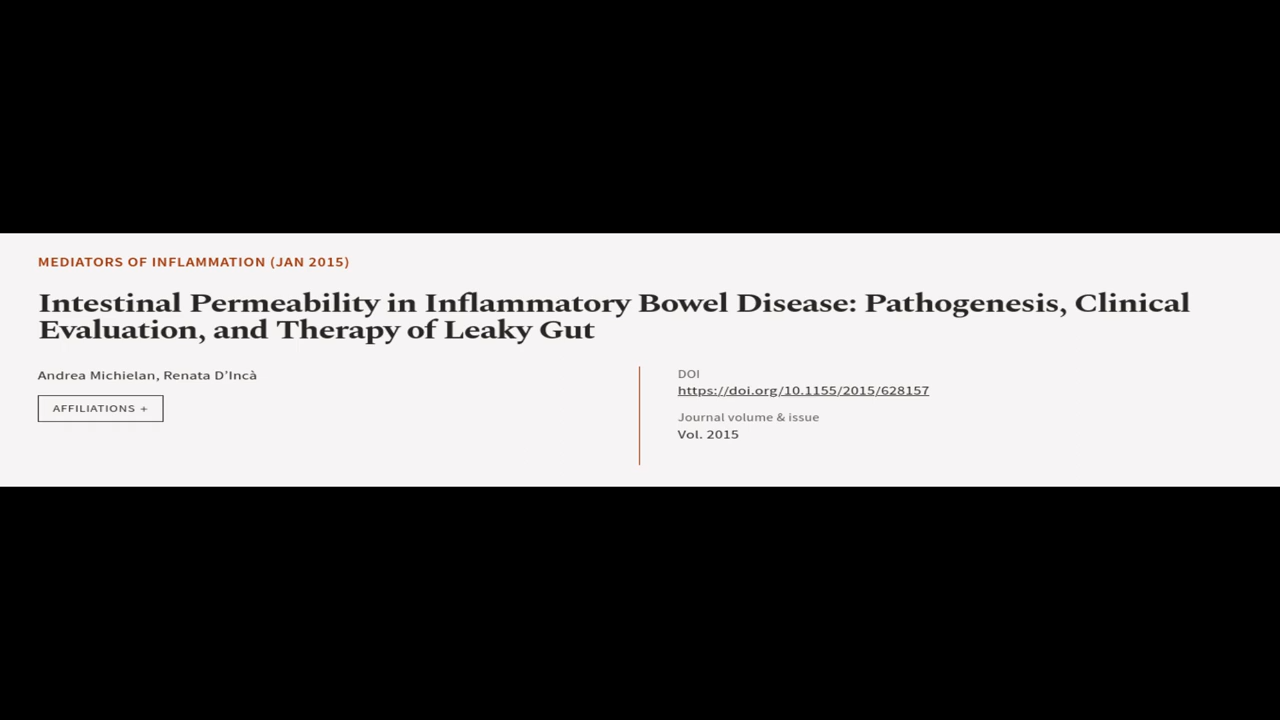 MEDIATORS OF INFLAMMATION (JAN 2015)
Intestinal Permeability in Inflammatory Bowel Disease: Pathogenesis, Clinical
Evaluation, and Therapy of Leaky Gut
Andrea Michielan, Renata D’Incà
AFFILIATIONS +
DOI
https://doi.org/10.1155/2015/628157
Journal volume & issue
Vol. 2015